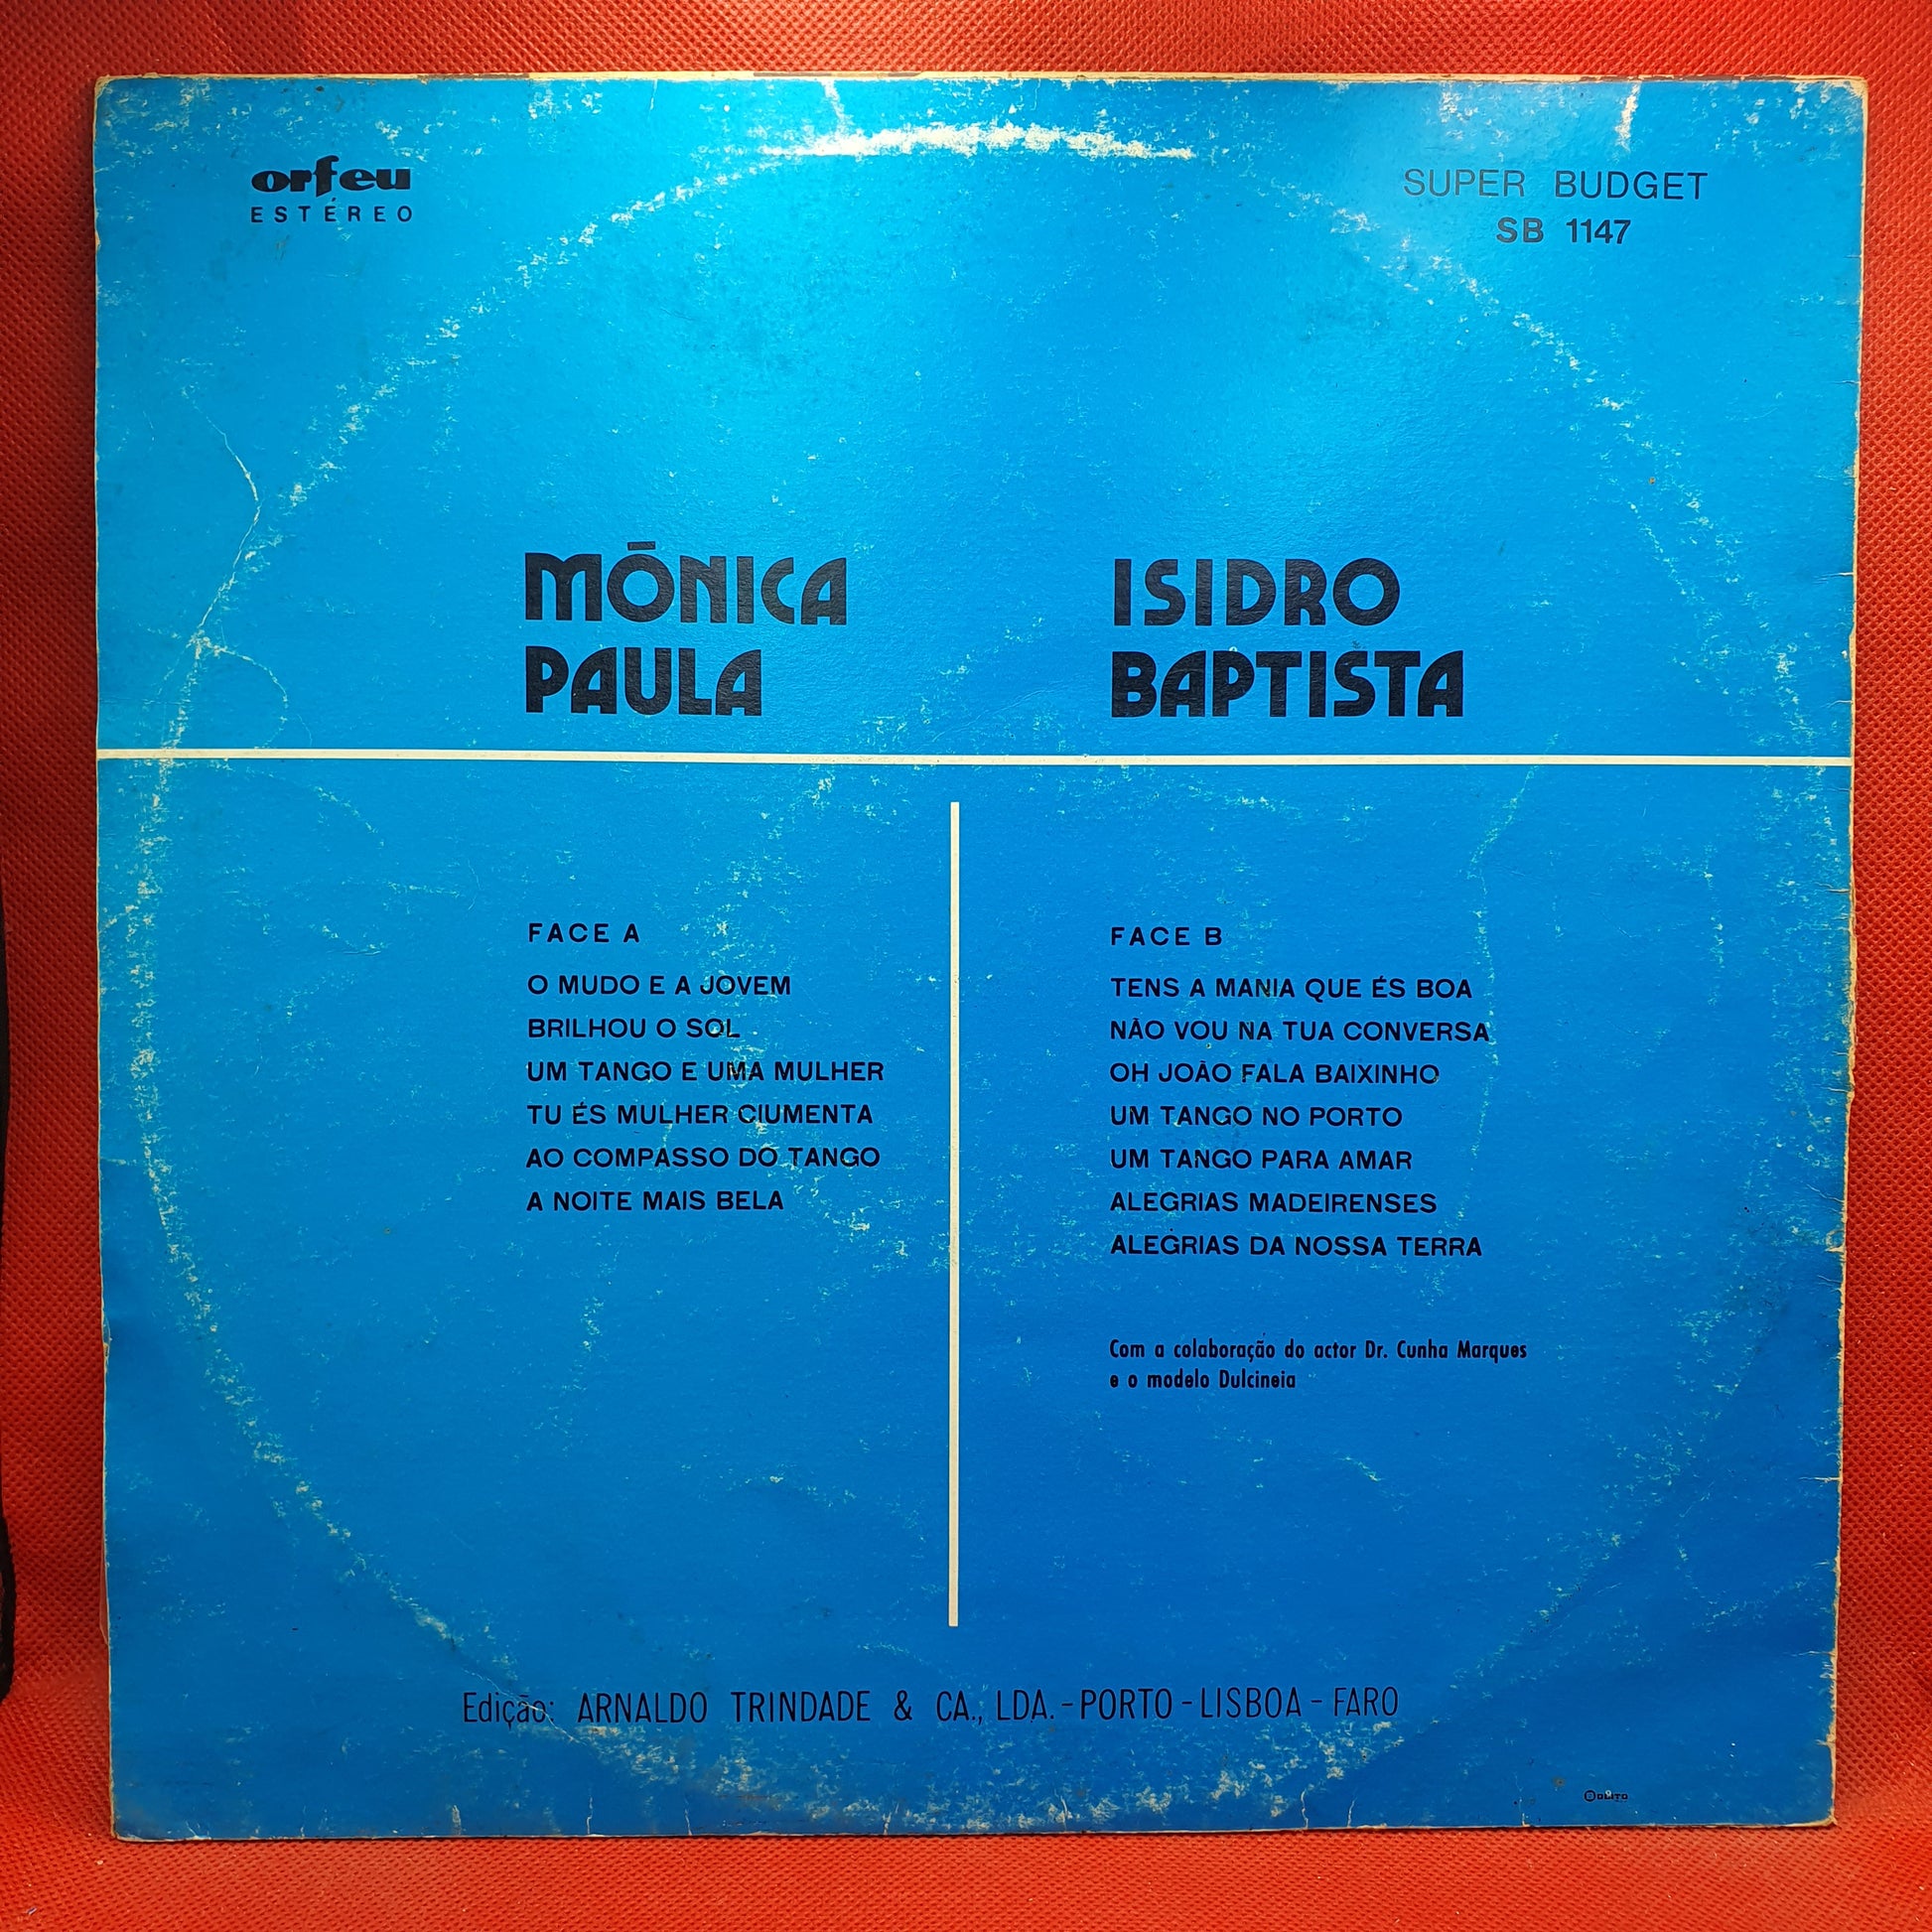 orfeu
ESTÉREO
SUPER BUDGET
SB 1147
MÓNICA
PAULA
ISIDRO
BAPTISTA
FACE A
O MUDO E A JOVEM
BRILHOU O SOL
UM TANGO E UMA MULHER
TU ÉS MULHER CIUMENTA
AO COMPASSO DO TANGO
A NOITE MAIS BELA
FACE B
TENS A MANIA QUE ÉS BOA
NÃO VOU NA TUA CONVERSA
OH JOÃO FALA BAIXINHO
UM TANGO NO PORTO
UM TANGO PARA AMAR
ALEGRIAS MADEIRENSES
ALEGRIAS DA NOSSA TERRA
Com a colaboração do actor Dr. Cunha Marques
e o modelo Dulcineia
Edição: ARNALDO TRINDADE & CA., LDA. - PORTO - LISBOA - FARO